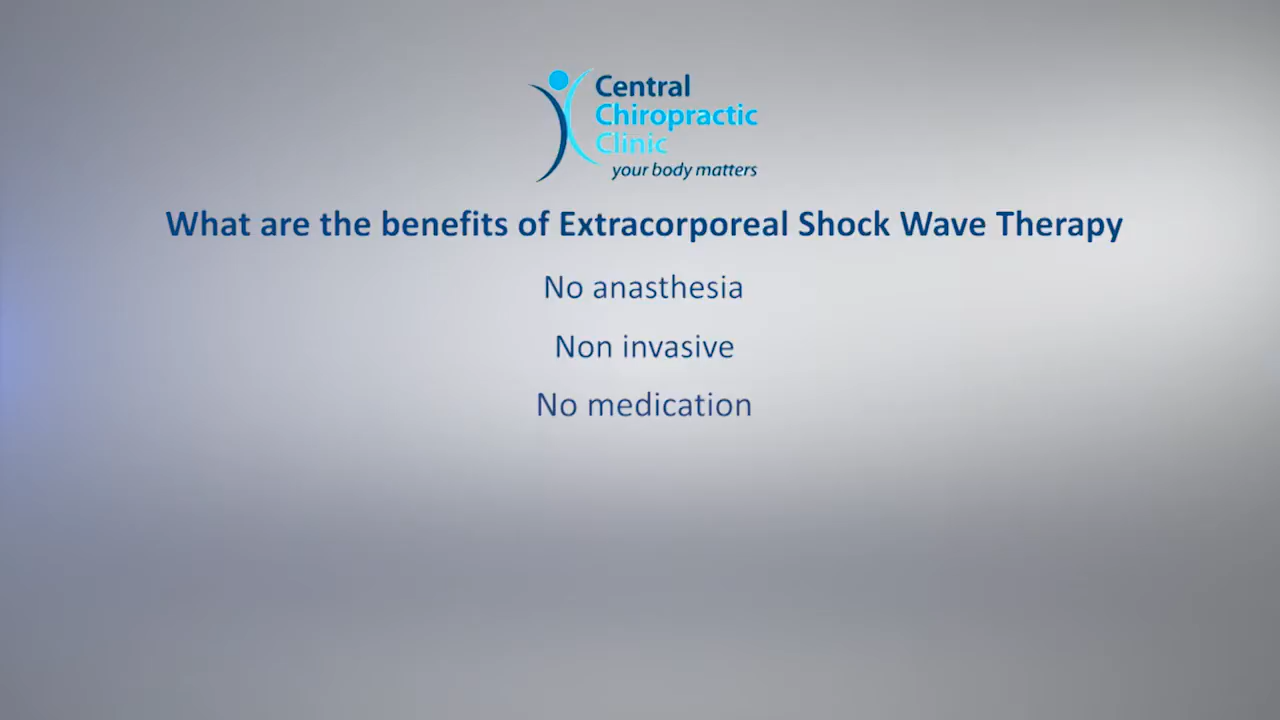 Central
Chiropractic
Clinic
your body matters
What are the benefits of Extracorporeal Shock Wave Therapy
No anasthesia
Non invasive
No medication